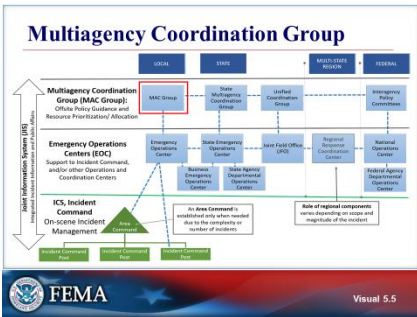 Multiagency Coordination Group
LOCAL
STATE
MULTI-STATE
REGION
FEDERAL
Joint Information System (JIS)
Integrated Incident Information and Public Affairs
Multiagency Coordination
Group (MAC Group):
Offsite Policy Guidance and
Resource Prioritization/ Allocation
MAC Group
State
Multiagency
Coordination
Group
Unified
Coordination
Group
Interagency
Policy
Committees
Emergency Operations
Centers (EOC)
Support to Incident Command,
and/or other Operations and
Coordination Centers
Emergency
Operations
Center
State Emergency
Operations
Center
Joint Field Office
(JFO)
Regional
Response
Coordination
Center
National
Operations
Center
Business
Emergency
Operations
Center
State Agency
Departmental
Operations
Center
Federal Agency
Departmental
Operations
Center
ICS, Incident
Command
On-scene Incident
Management
Area
Command
An Area Command is
established only when needed
due to the complexity or
number of incidents
Role of regional components
varies depending on scope and
magnitude of the incident
Incident Command
Post
Incident Command
Post
Incident Command
Post
FEMA
Visual 5.5